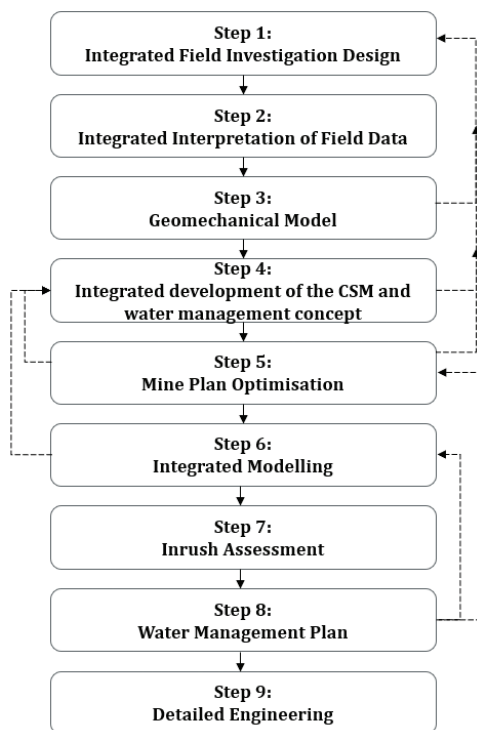 Step 1:
Integrated Field Investigation Design
Step 2:
Integrated Interpretation of Field Data
Step 3:
Geomechanical Model
Step 4:
Integrated development of the CSM and
water management concept
Step 5:
Mine Plan Optimisation
Step 6:
Integrated Modelling
Step 7:
Inrush Assessment
Step 8:
Water Management Plan
Step 9:
Detailed Engineering